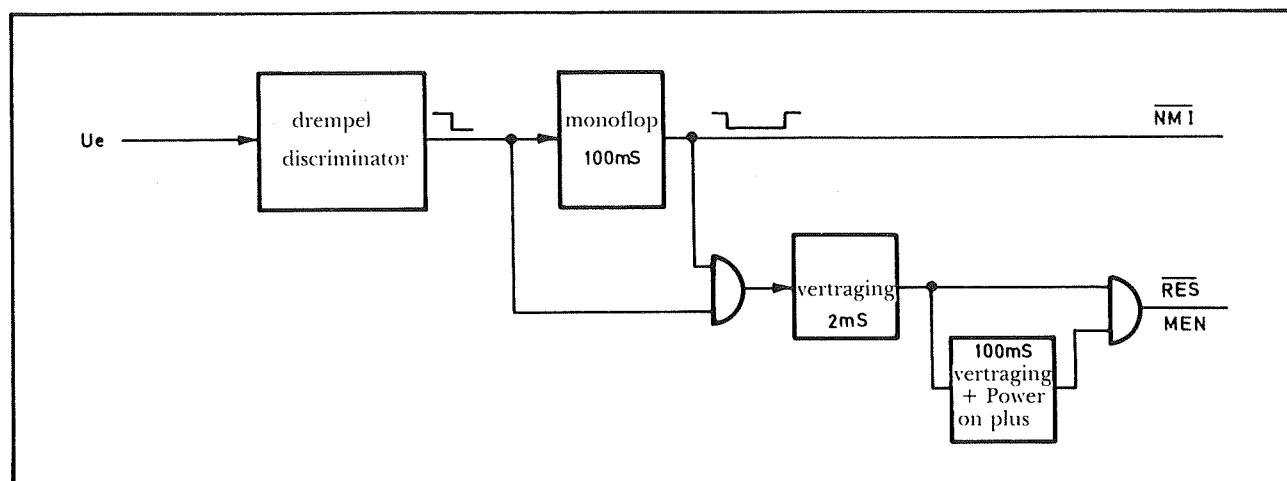 Ue
drempel
discriminator
monoflop
100mS
NMI
vertraging
2mS
RES
MEN
100mS
vertraging
+ Power
on plus